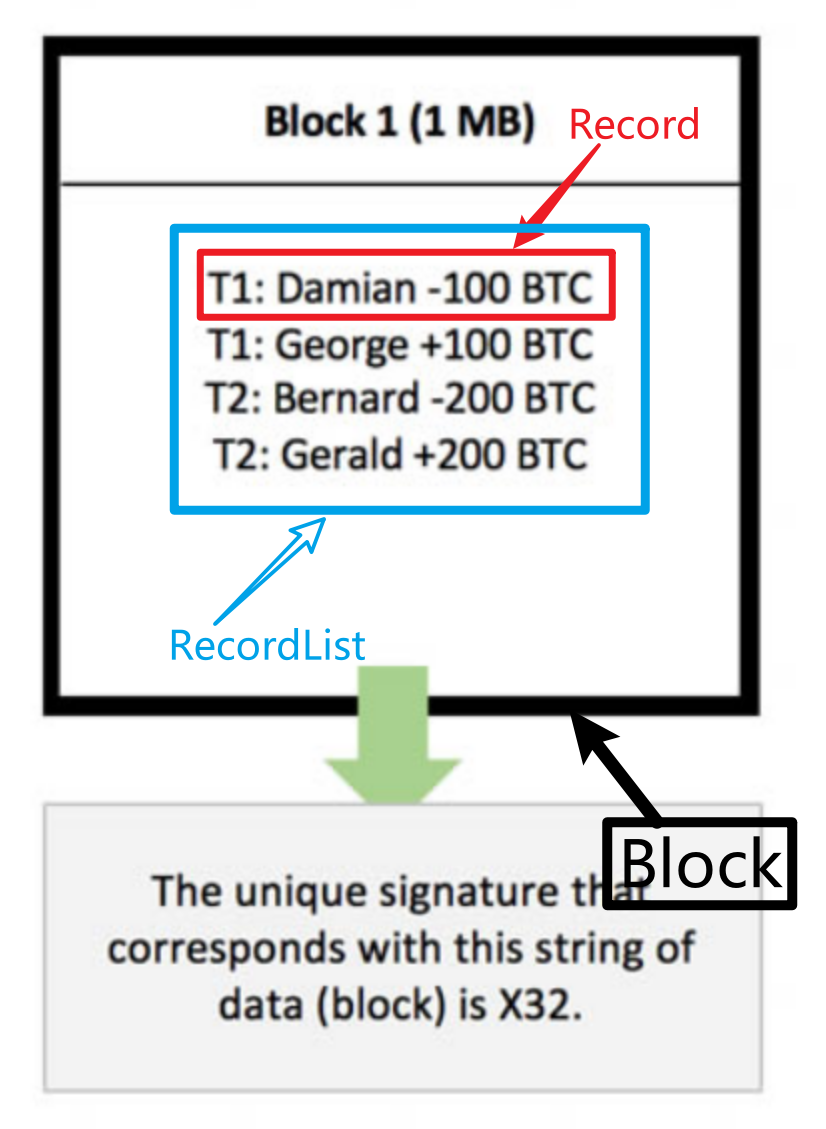 Block 1 (1 MB)
Record
T1: Damian -100 BTC
T1: George +100 BTC
T2: Bernard -200 BTC
T2: Gerald +200 BTC
RecordList
Block
The unique signature that
corresponds with this string of
data (block) is X32.